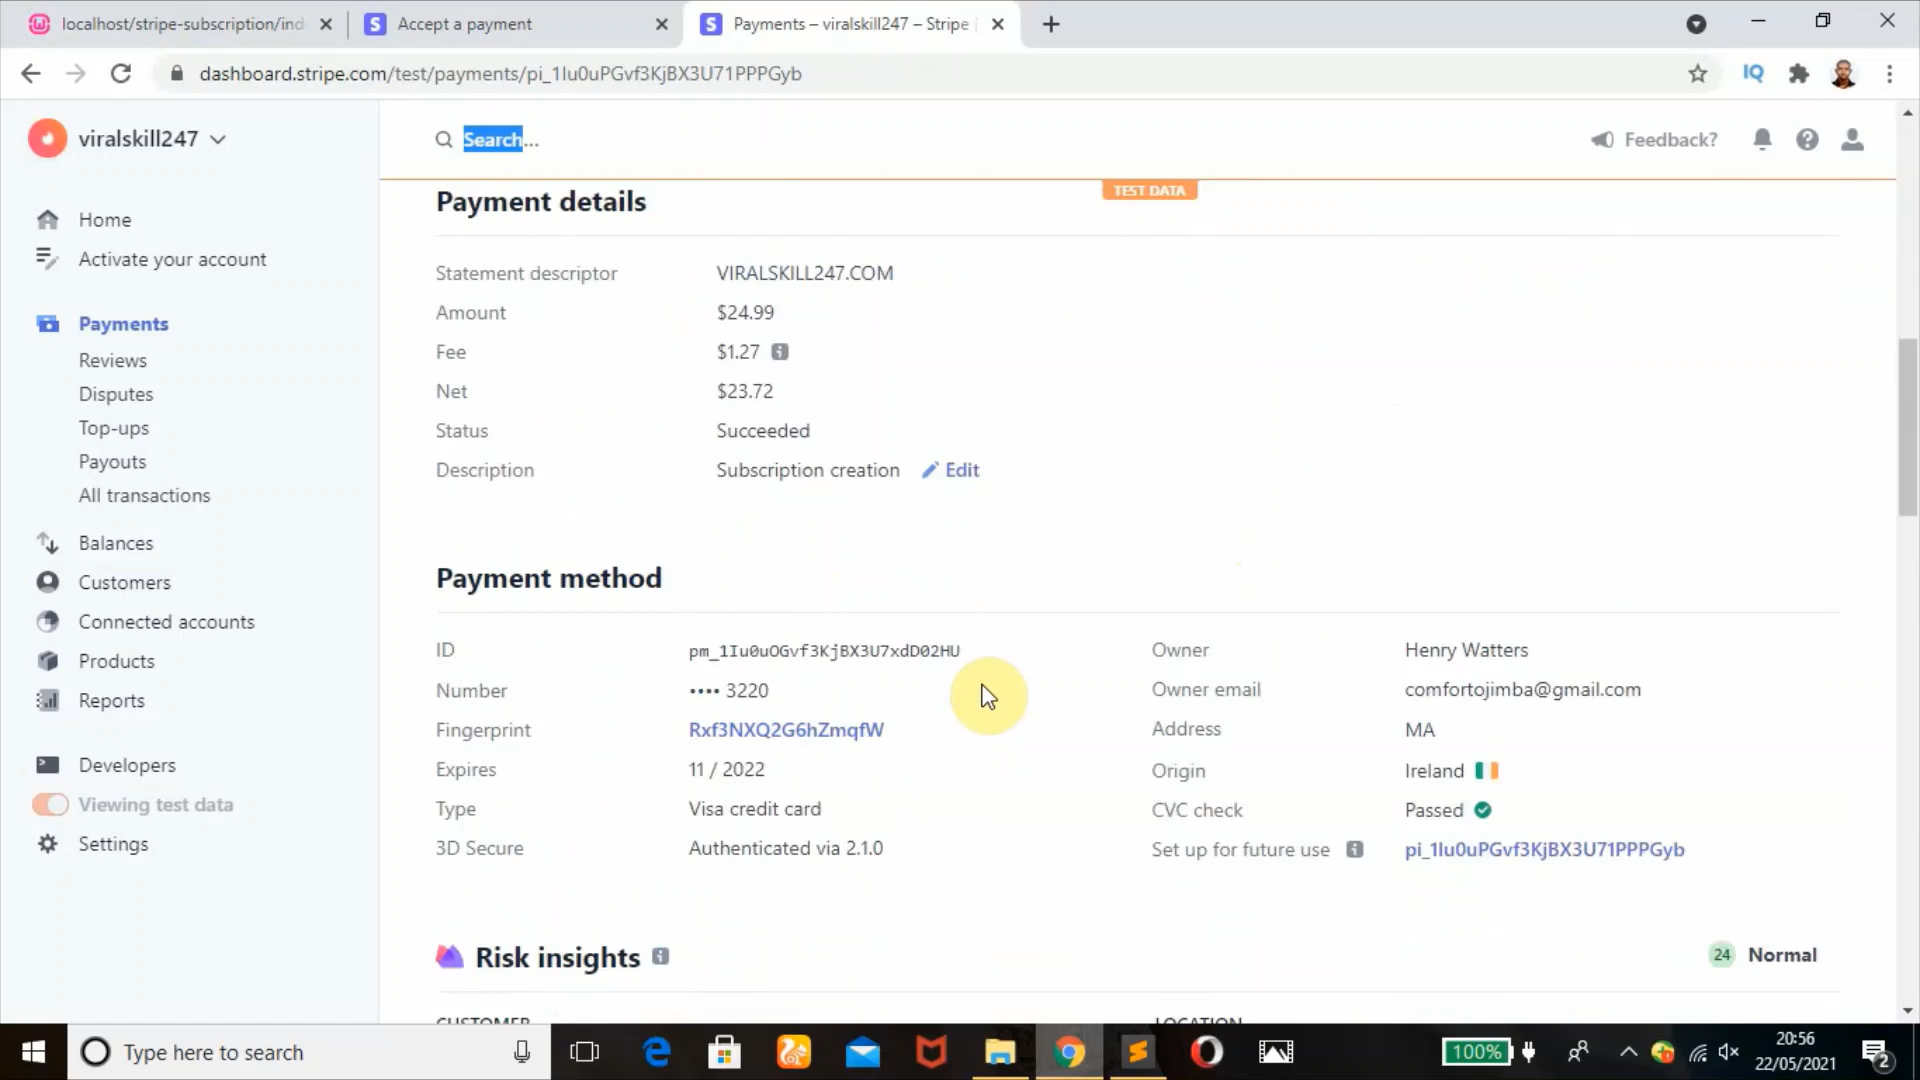 localhost/stripe-subscription/ind
Accept a payment
Payments – viralskill247 – Stripe
dashboard.stripe.com/test/payments/pi_1Iu0uPGvf3KjBX3U71PPPGyb
IQ
viralskill247
Search...
Feedback?
TEST DATA
Home
Activate your account
Payments
Reviews
Disputes
Top-ups
Payouts
All transactions
Balances
Customers
Connected accounts
Products
Reports
Developers
Viewing test data
Settings
Payment details
Statement descriptor VIRALSKILL247.COM
Amount $24.99
Fee $1.27
Net $23.72
Status Succeeded
Description Subscription creation Edit
Payment method
ID pm_1Iu0uOGvf3KjBX3U7xdD02HU
Number •••• 3220
Fingerprint Rxf3NXQ2G6hZmqfW
Expires 11 / 2022
Type Visa credit card
3D Secure Authenticated via 2.1.0
Owner Henry Watters
Owner email comfortojimba@gmail.com
Address MA
Origin Ireland
CVC check Passed
Set up for future use pi_1Iu0uPGvf3KjBX3U71PPPGyb
Risk insights
24 Normal
CUSTOMER
LOCATION
Type here to search
100%
20:56
22/05/2021
2